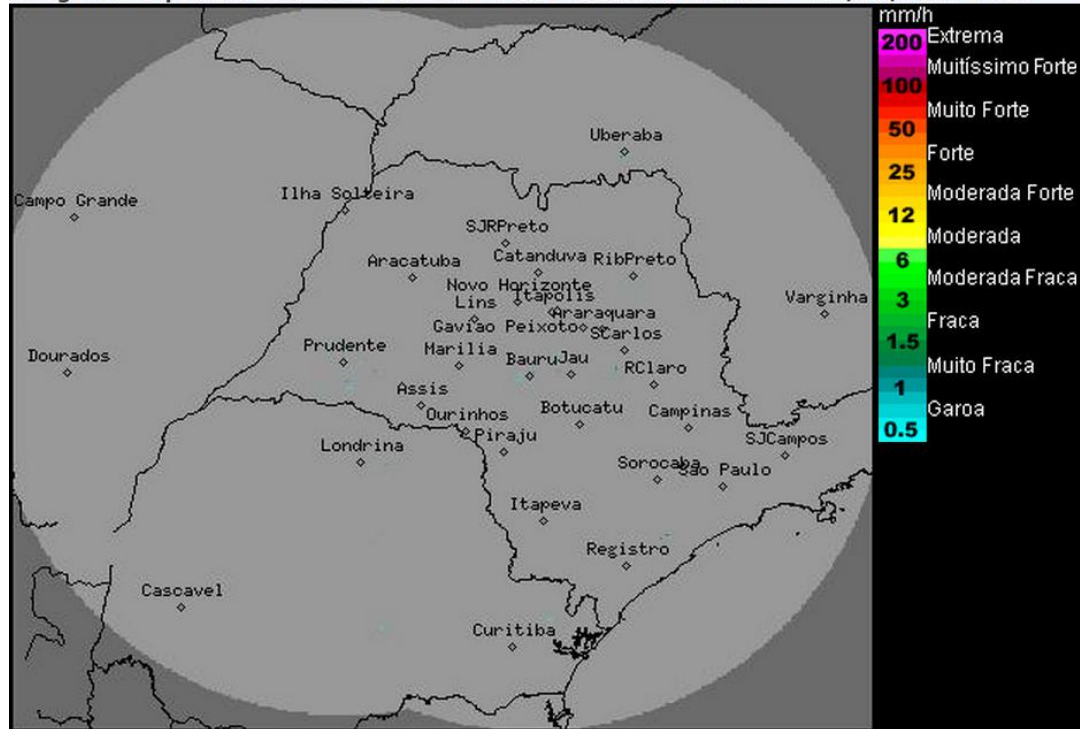 mm/h
200 Extrema
Muitíssimo Forte
100
Muito Forte
50
Forte
25
Moderada Forte
12
Moderada
6
Moderada Fraca
3
Fraca
1.5
Muito Fraca
1
Garoa
0.5
Uberaba
Campo Grande
Ilha Solteira
SJRPreto
Catanduva
RibPreto
Aracatuba
Novo Horizonte
Itapolis
Lins
Araraquara
Varginha
Gaviao Peixoto
SCarlos
Prudente
Marilia
Bauru
Jau
RClaro
Dourados
Assis
Ourinhos
Botucatu
Campinas
Piraju
SJCampos
Londrina
Sorocaba
Sao Paulo
Itapeva
Registro
Cascavel
Curitiba